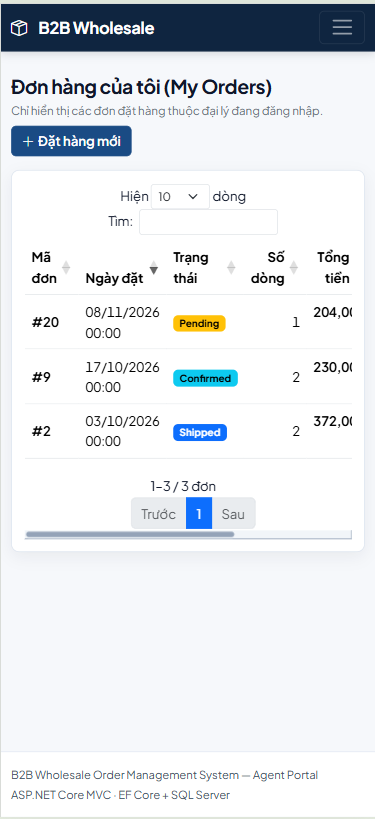 B2B Wholesale
Đơn hàng của tôi (My Orders)
Chỉ hiển thị các đơn đặt hàng thuộc đại lý đang đăng nhập.
+ Đặt hàng mới
Hiện 10 dòng
Tìm:
Mã đơn Ngày đặt Trạng thái Số dòng Tổng tiền
#20 08/11/2026 00:00 Pending 1 204,00
#9 17/10/2026 00:00 Confirmed 2 230,00
#2 03/10/2026 00:00 Shipped 2 372,00
1–3 / 3 đơn
Trước 1 Sau
B2B Wholesale Order Management System — Agent Portal
ASP.NET Core MVC · EF Core + SQL Server